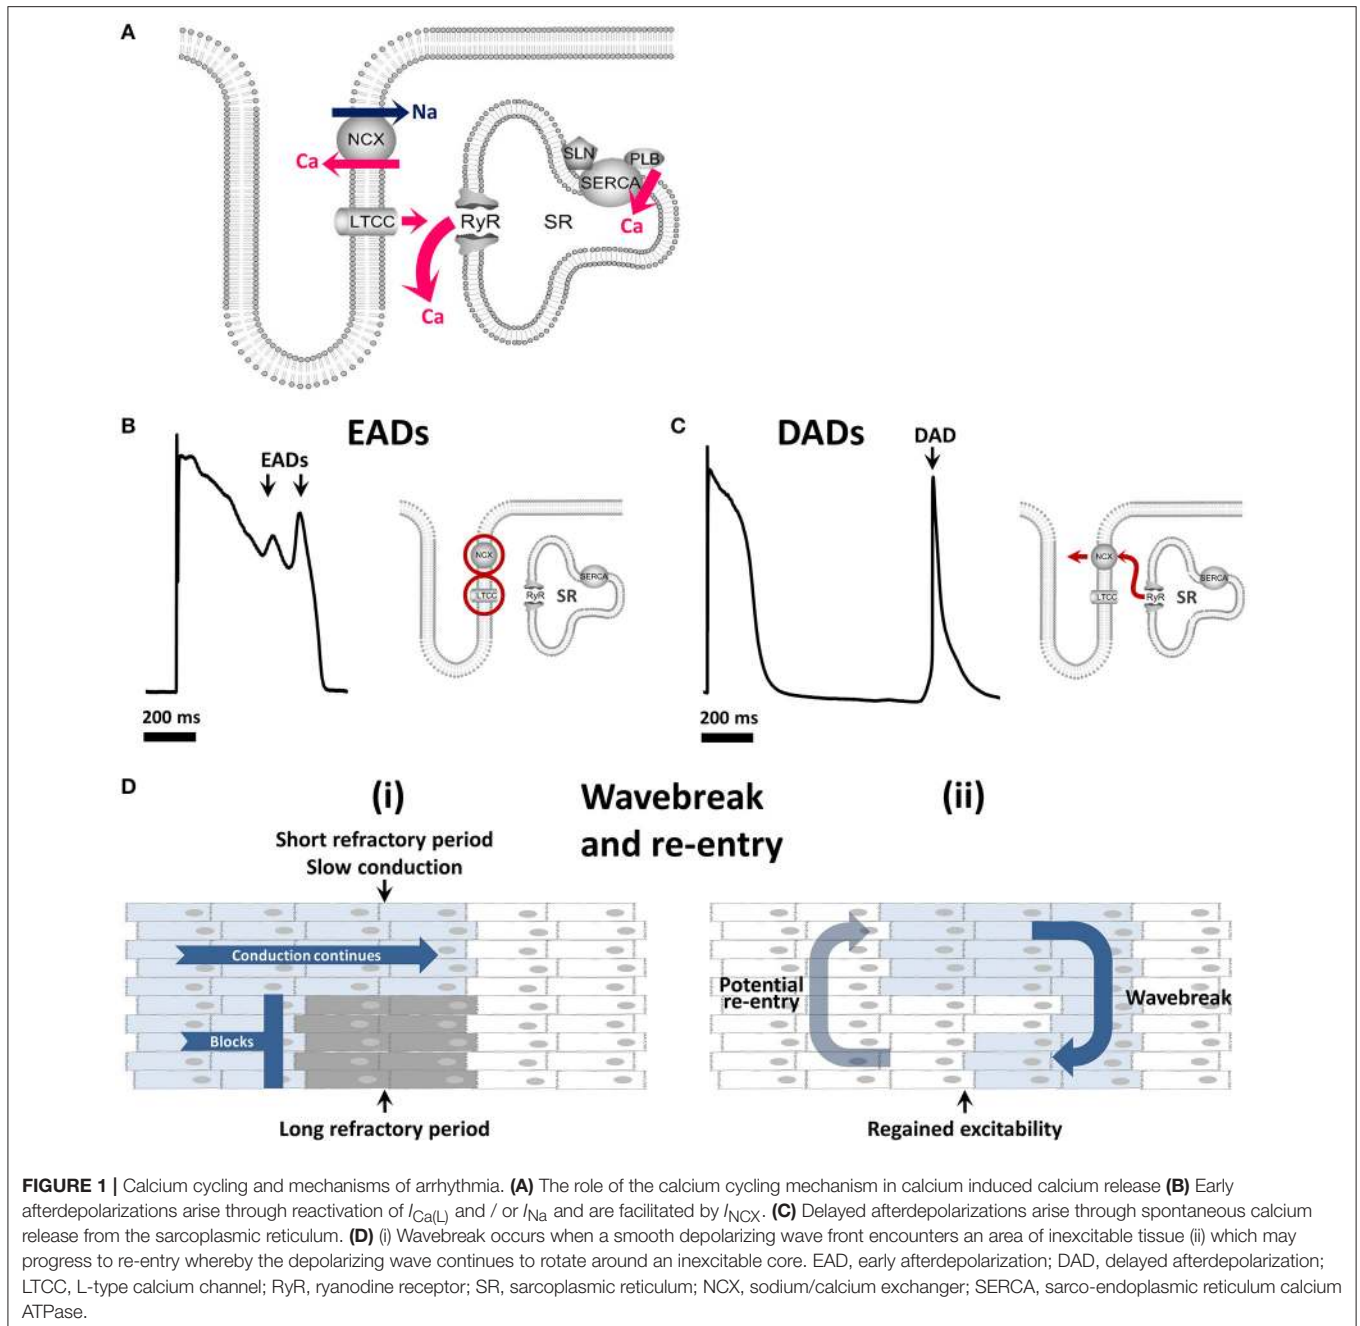 A
Na
NCX
Ca
LTCC
RyR
SR
SLN
PLB
SERCA
Ca
Ca
B
EADs
EADs
NCX
LTCC
RyR
SR
SERCA
200 ms
C
DADs
DAD
NCX
LTCC
RyR
SR
SERCA
200 ms
D
(i)
Wavebreak
and re-entry
(ii)
Short refractory period
Slow conduction
Conduction continues
Blocks
Long refractory period
Potential
re-entry
Wavebreak
Regained excitability
FIGURE 1 | Calcium cycling and mechanisms of arrhythmia. (A) The role of the calcium cycling mechanism in calcium induced calcium release (B) Early
afterdepolarizations arise through reactivation of ICa(L) and / or INa and are facilitated by INCX. (C) Delayed afterdepolarizations arise through spontaneous calcium
release from the sarcoplasmic reticulum. (D) (i) Wavebreak occurs when a smooth depolarizing wave front encounters an area of inexcitable tissue (ii) which may
progress to re-entry whereby the depolarizing wave continues to rotate around an inexcitable core. EAD, early afterdepolarization; DAD, delayed afterdepolarization;
LTCC, L-type calcium channel; RyR, ryanodine receptor; SR, sarcoplasmic reticulum; NCX, sodium/calcium exchanger; SERCA, sarco-endoplasmic reticulum calcium
ATPase.